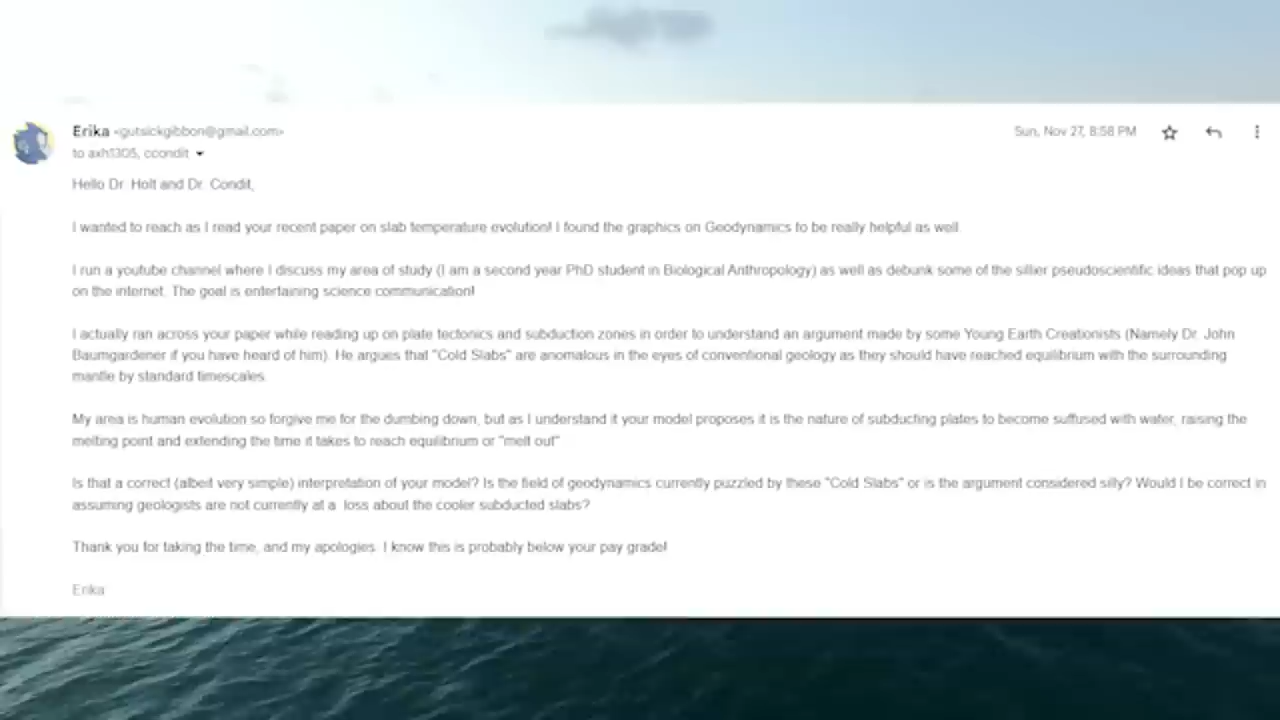 Erika <gutsickgibbon@gmail.com>
Sun, Nov 27, 8:58 PM
to axh1305, ccondit
Hello Dr. Holt and Dr. Condit,
I wanted to reach as I read your recent paper on slab temperature evolution! I found the graphics on Geodynamics to be really helpful as well.
I run a youtube channel where I discuss my area of study (I am a second year PhD student in Biological Anthropology) as well as debunk some of the sillier pseudoscientific ideas that pop up
on the internet. The goal is entertaining science communication!
I actually ran across your paper while reading up on plate tectonics and subduction zones in order to understand an argument made by some Young Earth Creationists (Namely Dr. John
Baumgardener if you have heard of him). He argues that "Cold Slabs" are anomalous in the eyes of conventional geology as they should have reached equilibrium with the surrounding
mantle by standard timescales.
My area is human evolution so forgive me for the dumbing down, but as I understand it your model proposes it is the nature of subducting plates to become suffused with water, raising the
melting point and extending the time it takes to reach equilibrium or "melt out"
Is that a correct (albeit very simple) interpretation of your model? Is the field of geodynamics currently puzzled by these "Cold Slabs" or is the argument considered silly? Would I be correct in
assuming geologists are not currently at a loss about the cooler subducted slabs?
Thank you for taking the time, and my apologies. I know this is probably below your pay grade!
Erika